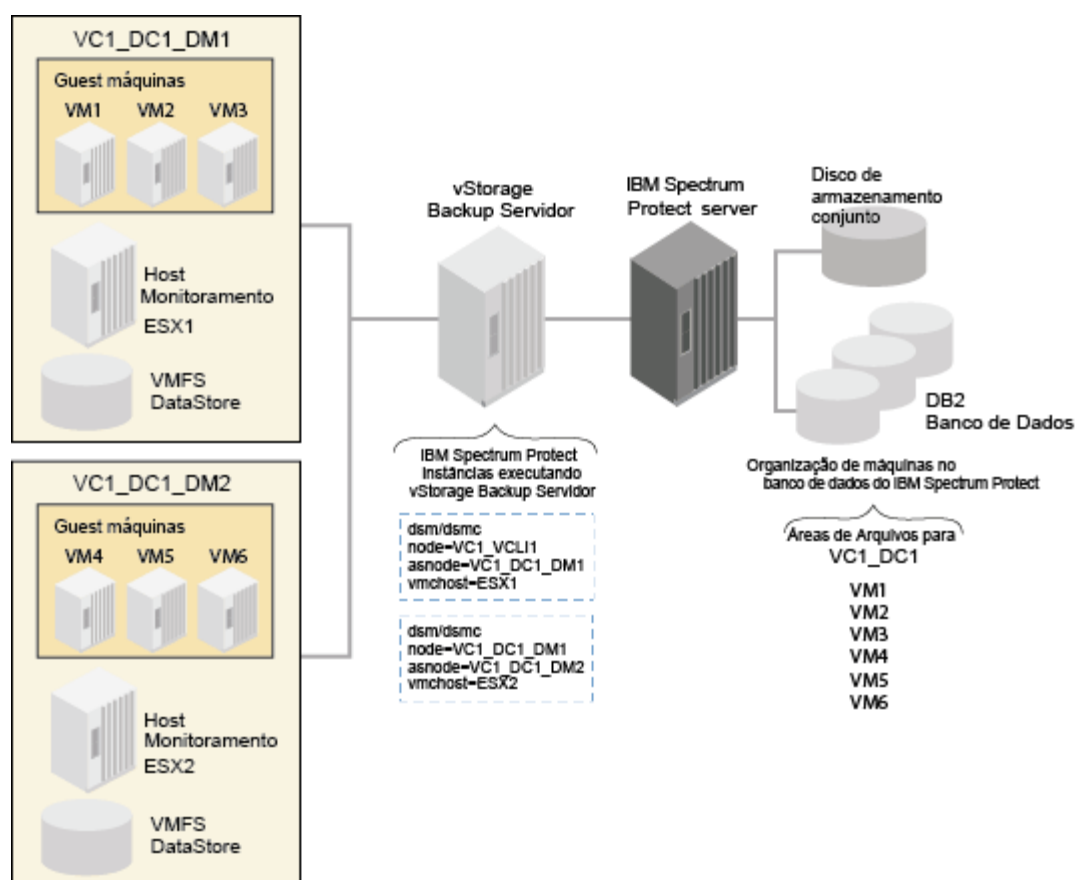 VC1_DC1_DM1
Guest máquinas
VM1 VM2 VM3
Host
Monitoramento
ESX1
VMFS
DataStore
VC1_DC1_DM2
Guest máquinas
VM4 VM5 VM6
Host
Monitoramento
ESX2
VMFS
DataStore
vStorage
Backup Servidor
IBM Spectrum Protect
Instâncias executando
vStorage Backup Servidor
dsm/dsmc
node=VC1_VCLI1
asnode=VC1_DC1_DM1
vmchost=ESX1
dsm/dsmc
node=VC1_DC1_DM1
asnode=VC1_DC1_DM2
vmchost=ESX2
IBM Spectrum
Protect server
Disco de
armazenamento
conjunto
DB2
Banco de Dados
Organização de máquinas no
banco de dados do IBM Spectrum Protect
Áreas de Arquivos para
VC1_DC1
VM1
VM2
VM3
VM4
VM5
VM6